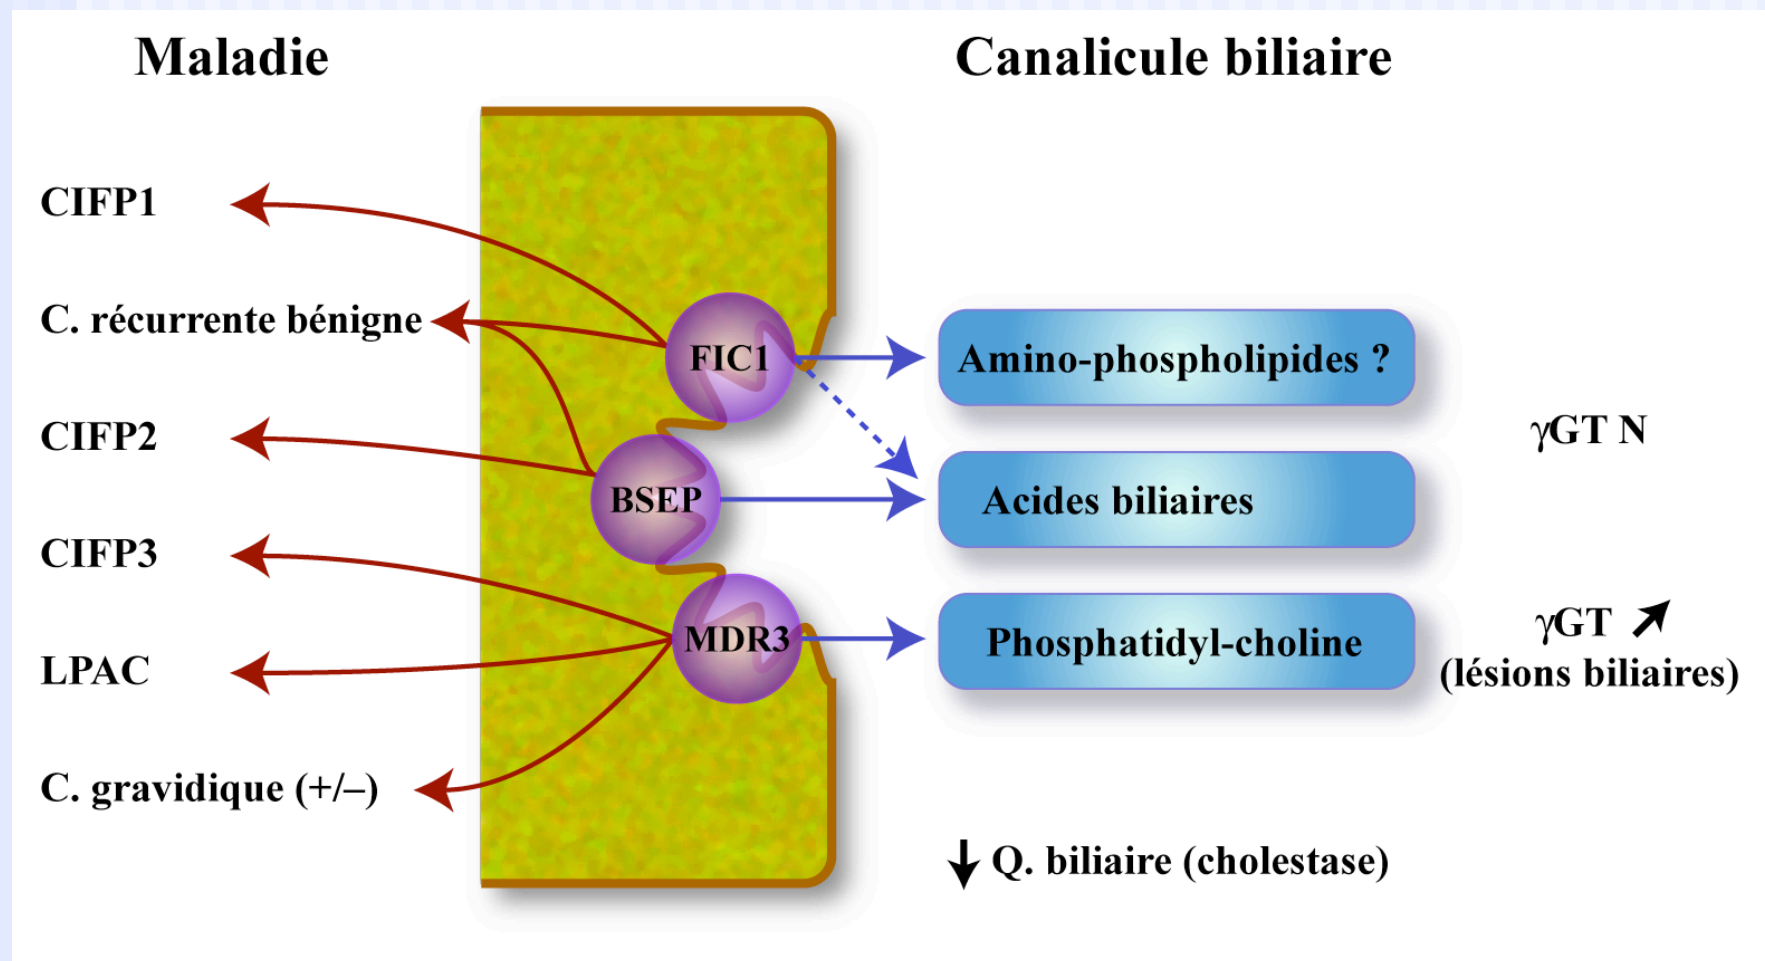 Maladie
Canalicule biliaire
CIFP1
C. récurrente bénigne
FIC1
Amino-phospholipides ?
CIFP2
γGT N
BSEP
Acides biliaires
CIFP3
MDR3
Phosphatidyl-choline
γGT ↗
(lésions biliaires)
LPAC
C. gravidique (+/–)
↓ Q. biliaire (cholestase)